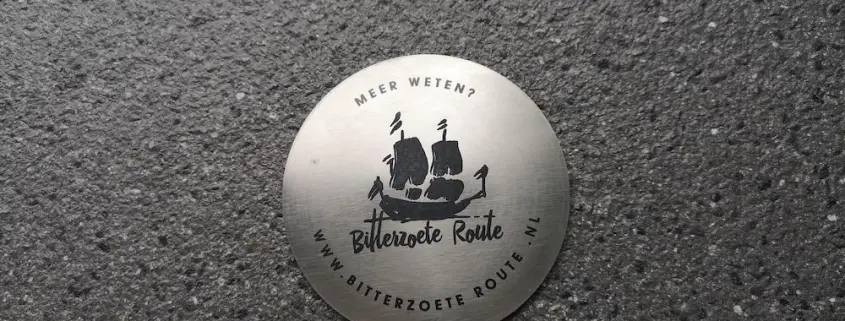 MEER WETEN?
Bitterzoete Route
WWW.BITTERZOETE ROUTE .NL